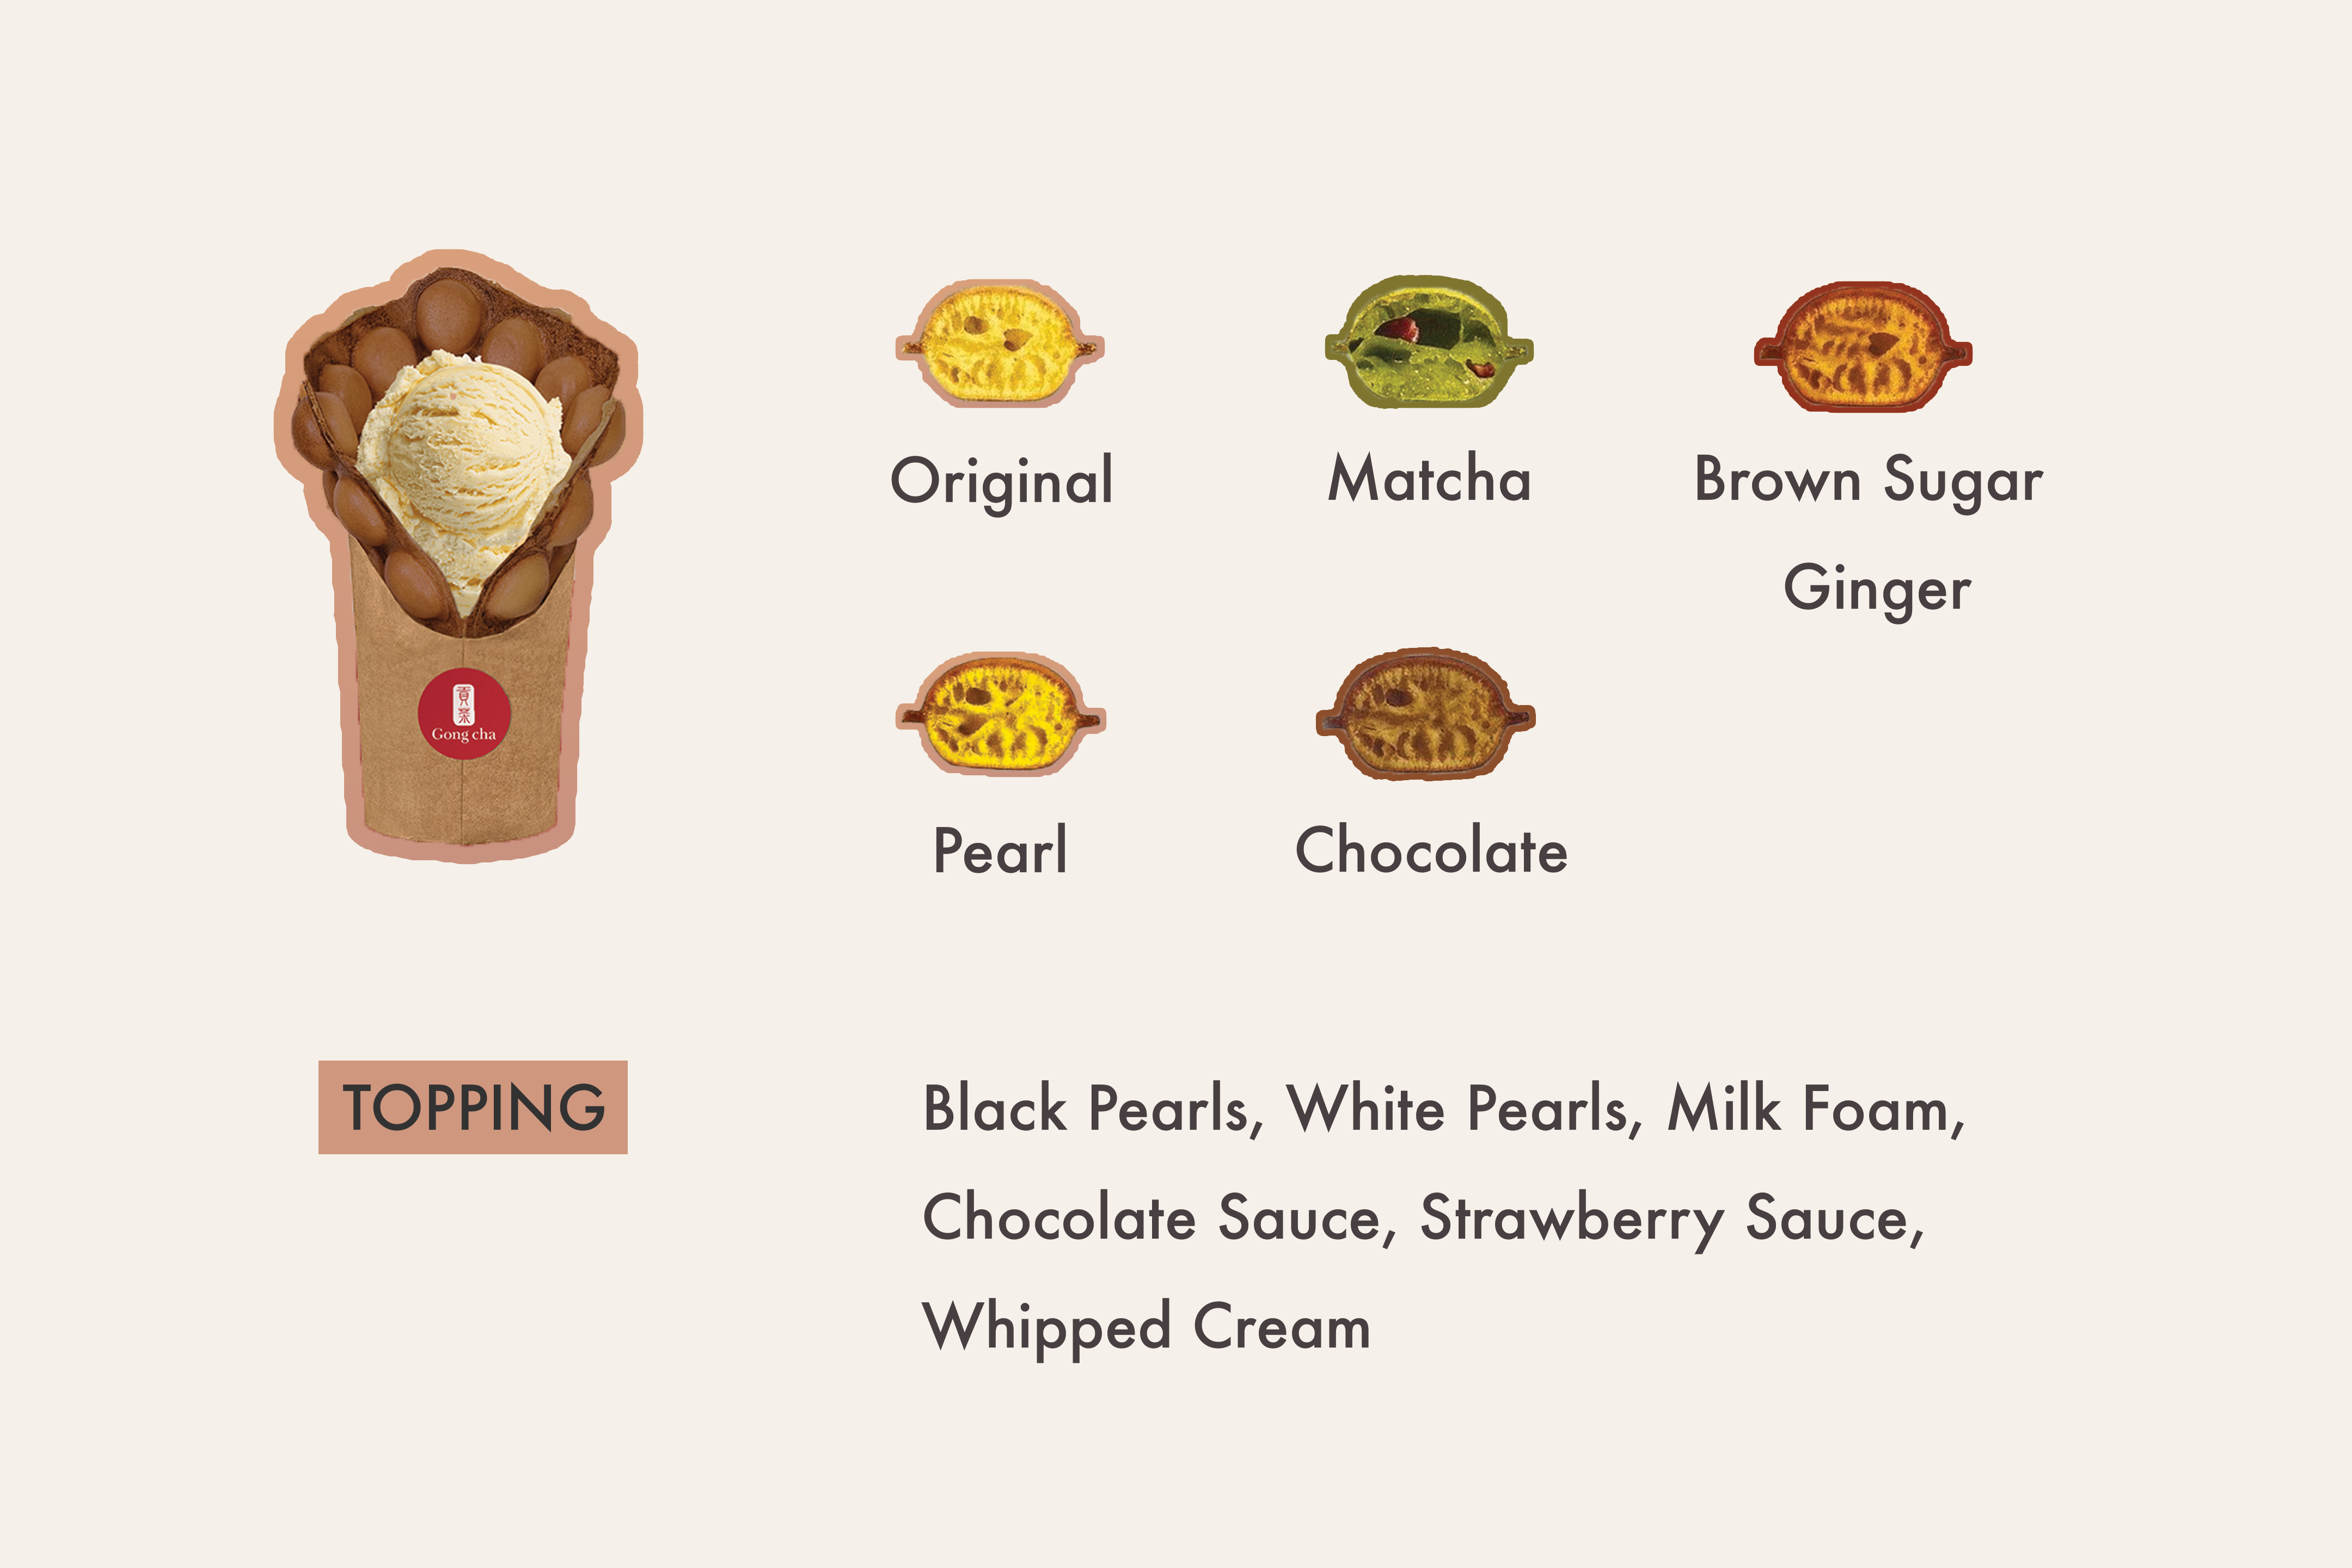 Original
Matcha
Brown Sugar
Ginger
貢茶
Gong cha
Pearl
Chocolate
TOPPING
Black Pearls, White Pearls, Milk Foam,
Chocolate Sauce, Strawberry Sauce,
Whipped Cream